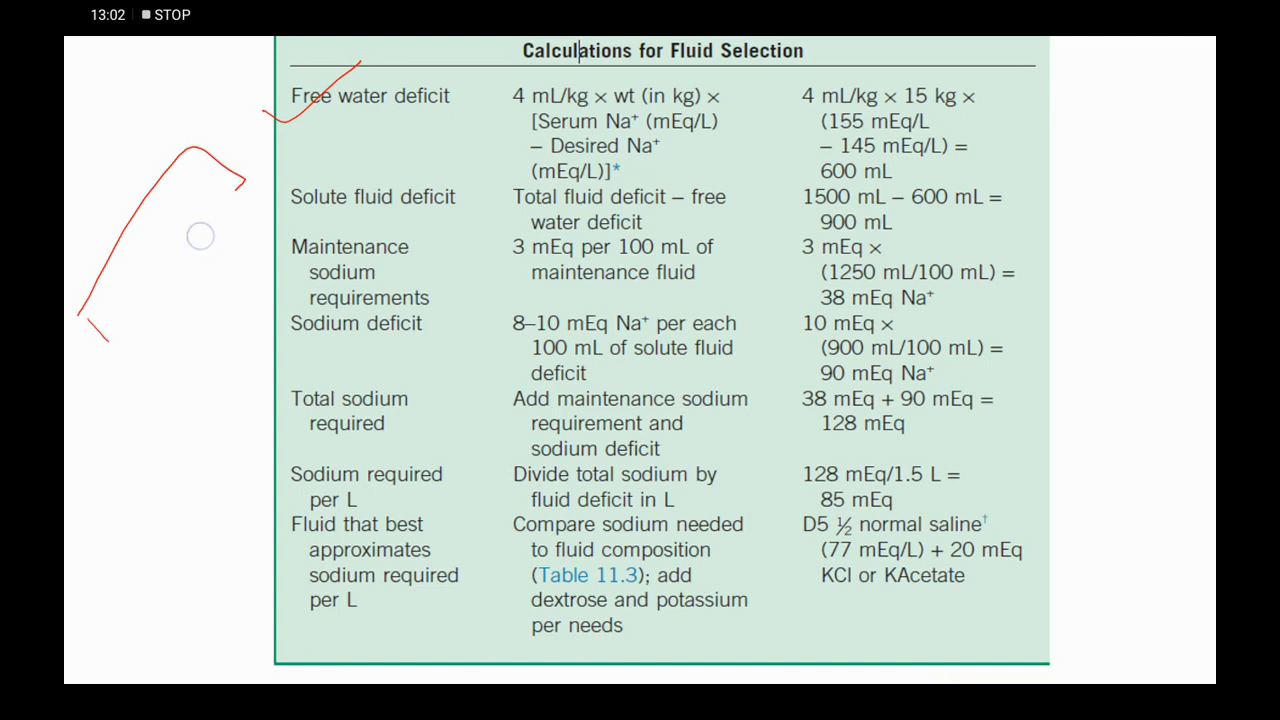 13:02 STOP
Calculations for Fluid Selection
Free water deficit
4 mL/kg × wt (in kg) ×
[Serum Na⁺ (mEq/L)
– Desired Na⁺
(mEq/L)]*
4 mL/kg × 15 kg ×
(155 mEq/L
– 145 mEq/L) =
600 mL
Solute fluid deficit
Total fluid deficit – free
water deficit
1500 mL – 600 mL =
900 mL
Maintenance
sodium
requirements
3 mEq per 100 mL of
maintenance fluid
3 mEq ×
(1250 mL/100 mL) =
38 mEq Na⁺
Sodium deficit
8–10 mEq Na⁺ per each
100 mL of solute fluid
deficit
10 mEq ×
(900 mL/100 mL) =
90 mEq Na⁺
Total sodium
required
Add maintenance sodium
requirement and
sodium deficit
38 mEq + 90 mEq =
128 mEq
Sodium required
per L
Divide total sodium by
fluid deficit in L
128 mEq/1.5 L =
85 mEq
Fluid that best
approximates
sodium required
per L
Compare sodium needed
to fluid composition
(Table 11.3); add
dextrose and potassium
per needs
D5 ½ normal saline†
(77 mEq/L) + 20 mEq
KCl or KAcetate